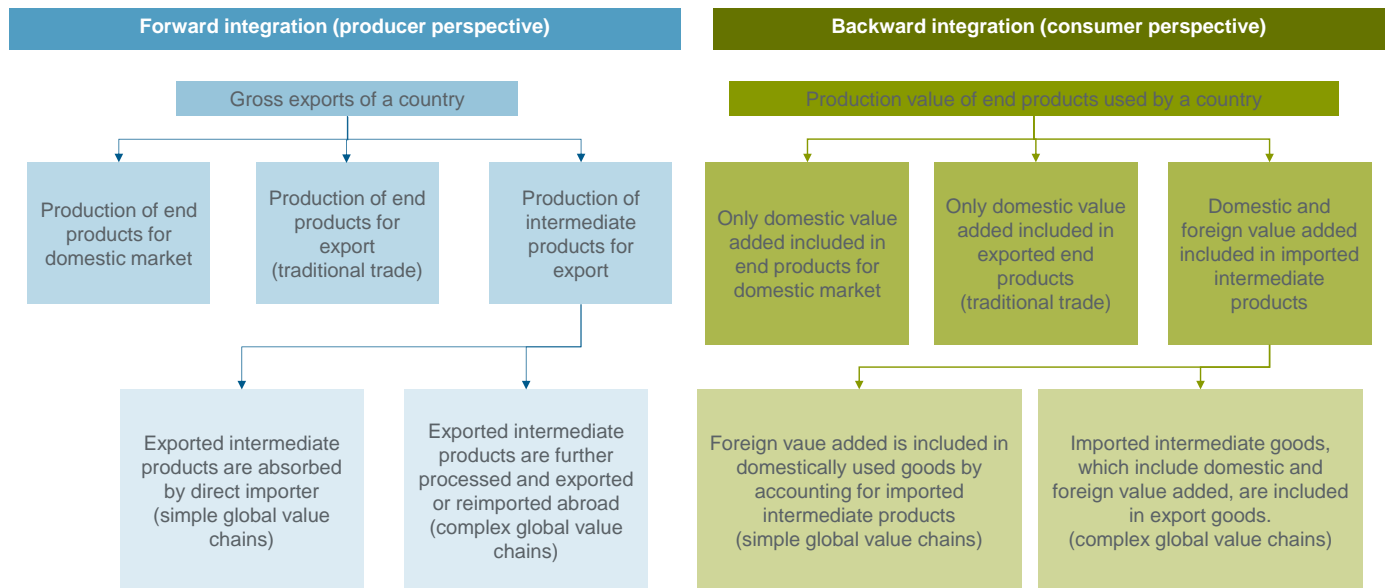 Forward integration (producer perspective)
Gross exports of a country
Production of end
products for
domestic market
Production of end
products for
export
(traditional trade)
Production of
intermediate
products for
export
Exported intermediate
products are absorbed
by direct importer
(simple global value
chains)
Exported intermediate
products are further
processed and exported
or reimported abroad
(complex global value
chains)
Backward integration (consumer perspective)
Production value of end products used by a country
Only domestic value
added included in
end products for
domestic market
Only domestic value
added included in
exported end
products
(traditional trade)
Domestic and
foreign value added
included in imported
intermediate
products
Foreign vaue added is included in
domestically used goods by
accounting for imported
intermediate products
(simple global value chains)
Imported intermediate goods,
which include domestic and
foreign value added, are included
in export goods.
(complex global value chains)